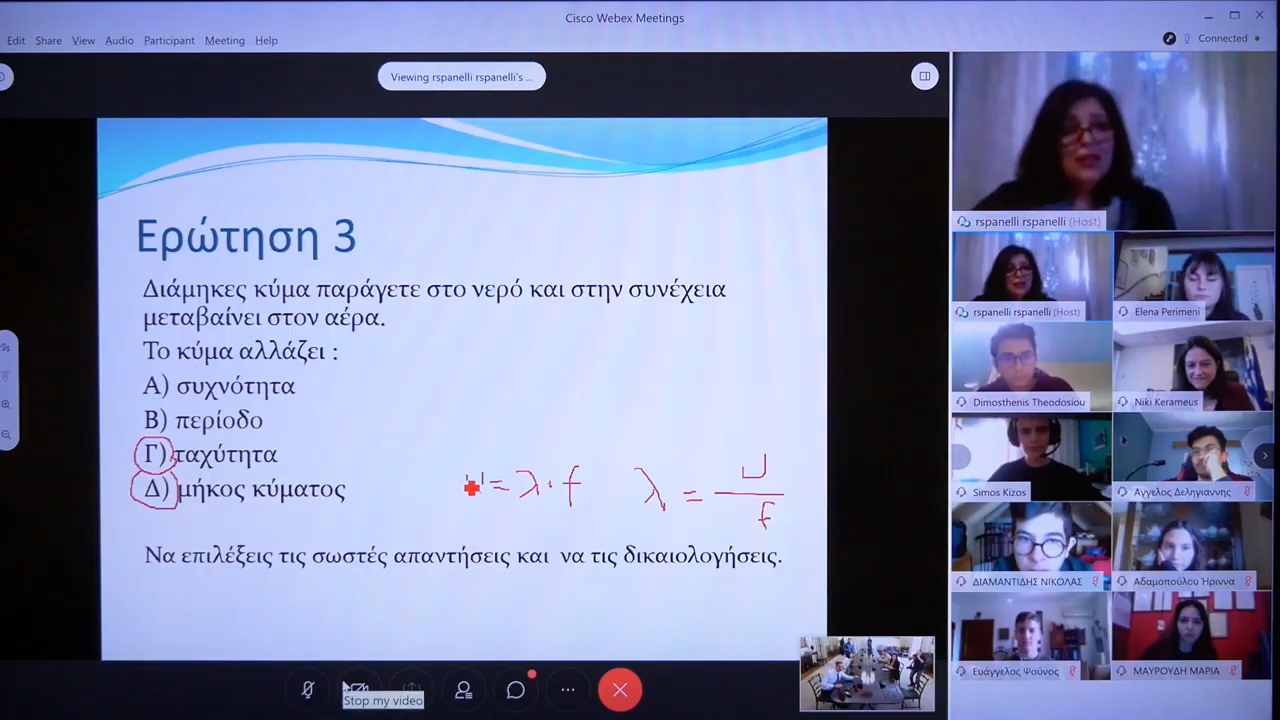 Cisco Webex Meetings
Edit Share View Audio Participant Meeting Help
Connected
Viewing rspanelli rspanelli's ...
Ερώτηση 3
Διάμηκες κύμα παράγετε στο νερό και στην συνέχεια
μεταβαίνει στον αέρα.
Το κύμα αλλάζει :
Α) συχνότητα
Β) περίοδο
Γ) ταχύτητα
Δ) μήκος κύματος
= λ · f λ = υ / f
Να επιλέξεις τις σωστές απαντήσεις και να τις δικαιολογήσεις.
Stop my video
rspanelli rspanelli (Host)
rspanelli rspanelli (Host)
Elena Perimeni
Dimosthenis Theodosiou
Niki Kerameus
Simos Kizos
Αγγελος Δεληγιαννης
ΔΙΑΜΑΝΤΙΔΗΣ ΝΙΚΟΛΑΣ
Αδαμοπούλου Ήριννα
Ευάγγελος Ψούνος
ΜΑΥΡΟΥΔΗ ΜΑΡΙΑ